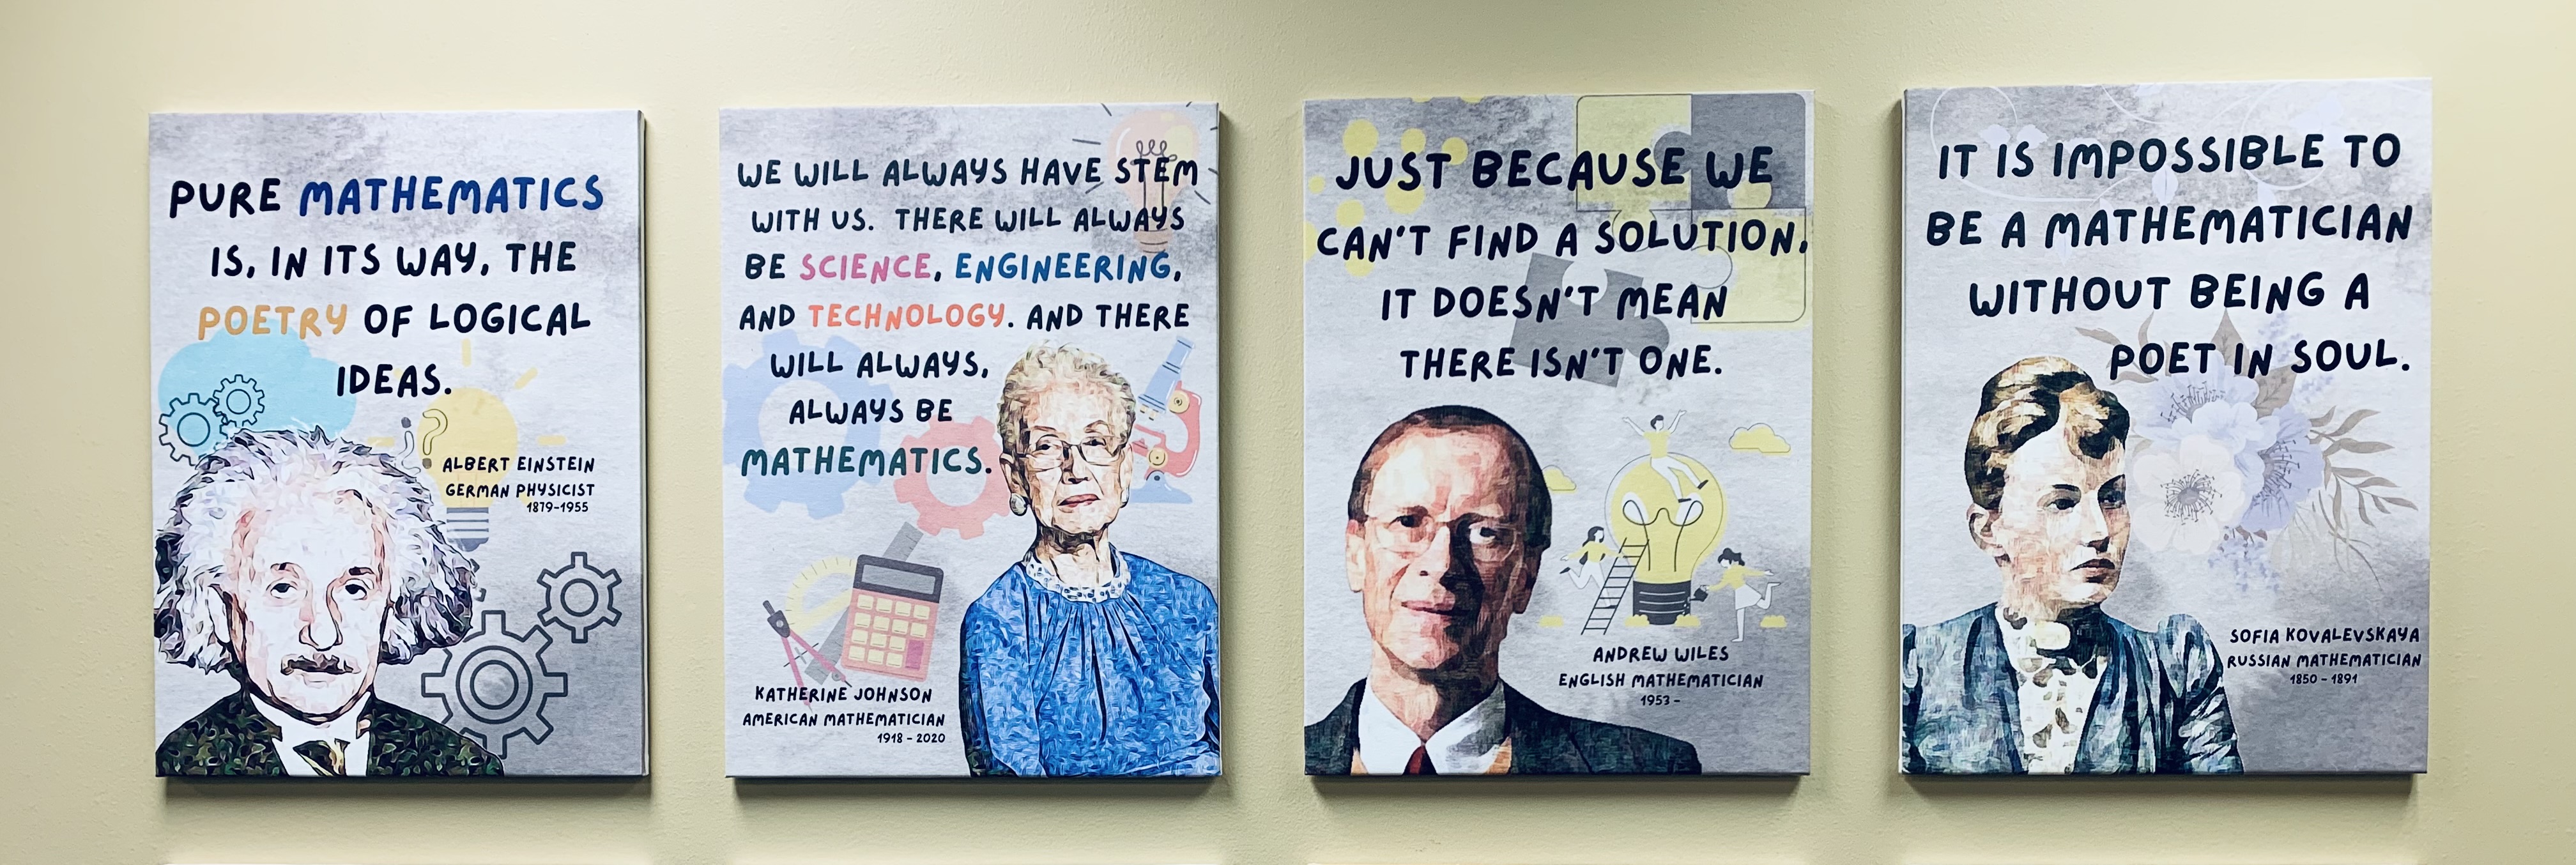 PURE MATHEMATICS
IS, IN ITS WAY, THE
POETRY OF LOGICAL
IDEAS.
ALBERT EINSTEIN
GERMAN PHYSICIST
1879-1955
WE WILL ALWAYS HAVE STEM
WITH US. THERE WILL ALWAYS
BE SCIENCE, ENGINEERING,
AND TECHNOLOGY. AND THERE
WILL ALWAYS,
ALWAYS BE
MATHEMATICS.
KATHERINE JOHNSON
AMERICAN MATHEMATICIAN
1918 - 2020
JUST BECAUSE WE
CAN'T FIND A SOLUTION,
IT DOESN'T MEAN
THERE ISN'T ONE.
ANDREW WILES
ENGLISH MATHEMATICIAN
1953 -
IT IS IMPOSSIBLE TO
BE A MATHEMATICIAN
WITHOUT BEING A
POET IN SOUL.
SOFIA KOVALEVSKAYA
RUSSIAN MATHEMATICIAN
1850 - 1891